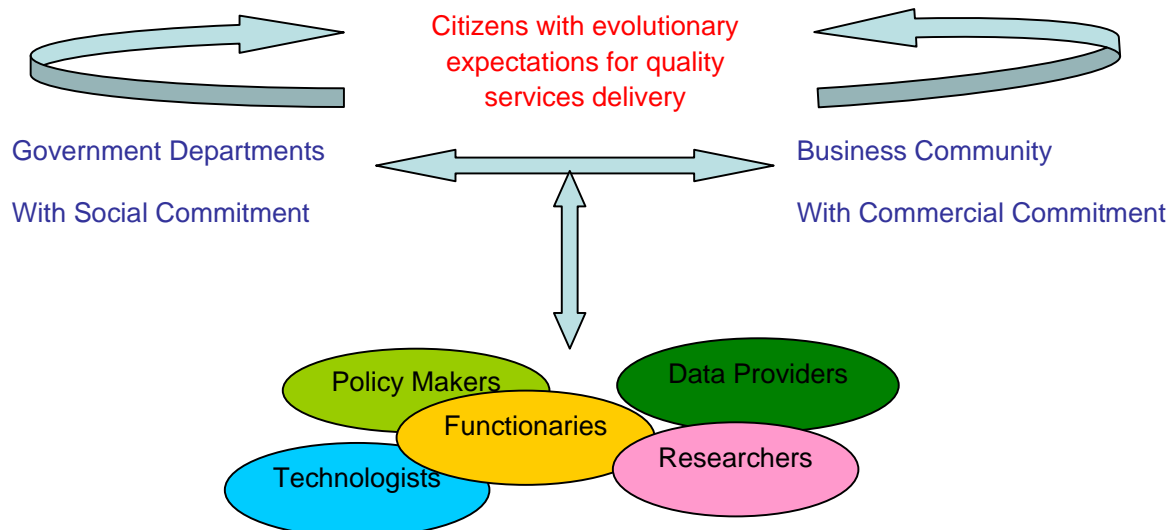 Citizens with evolutionary
expectations for quality
services delivery
Government Departments
With Social Commitment
Business Community
With Commercial Commitment
Policy Makers
Data Providers
Functionaries
Researchers
Technologists